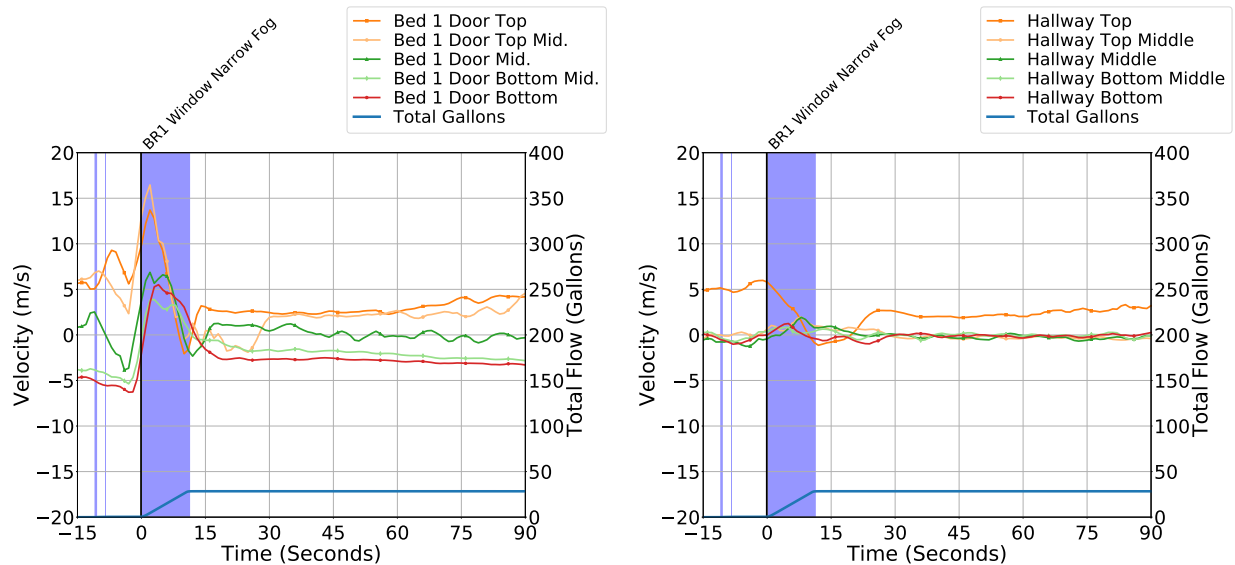 BR1 Window Narrow Fog
Bed 1 Door Top
Bed 1 Door Top Mid.
Bed 1 Door Mid.
Bed 1 Door Bottom Mid.
Bed 1 Door Bottom
Total Gallons
20
15
10
5
0
−5
−10
−15
−20
Velocity (m/s)
400
350
300
250
200
150
100
50
0
Total Flow (Gallons)
−15 0 15 30 45 60 75 90
Time (Seconds)
BR1 Window Narrow Fog
Hallway Top
Hallway Top Middle
Hallway Middle
Hallway Bottom Middle
Hallway Bottom
Total Gallons
20
15
10
5
0
−5
−10
−15
−20
Velocity (m/s)
400
350
300
250
200
150
100
50
0
Total Flow (Gallons)
−15 0 15 30 45 60 75 90
Time (Seconds)